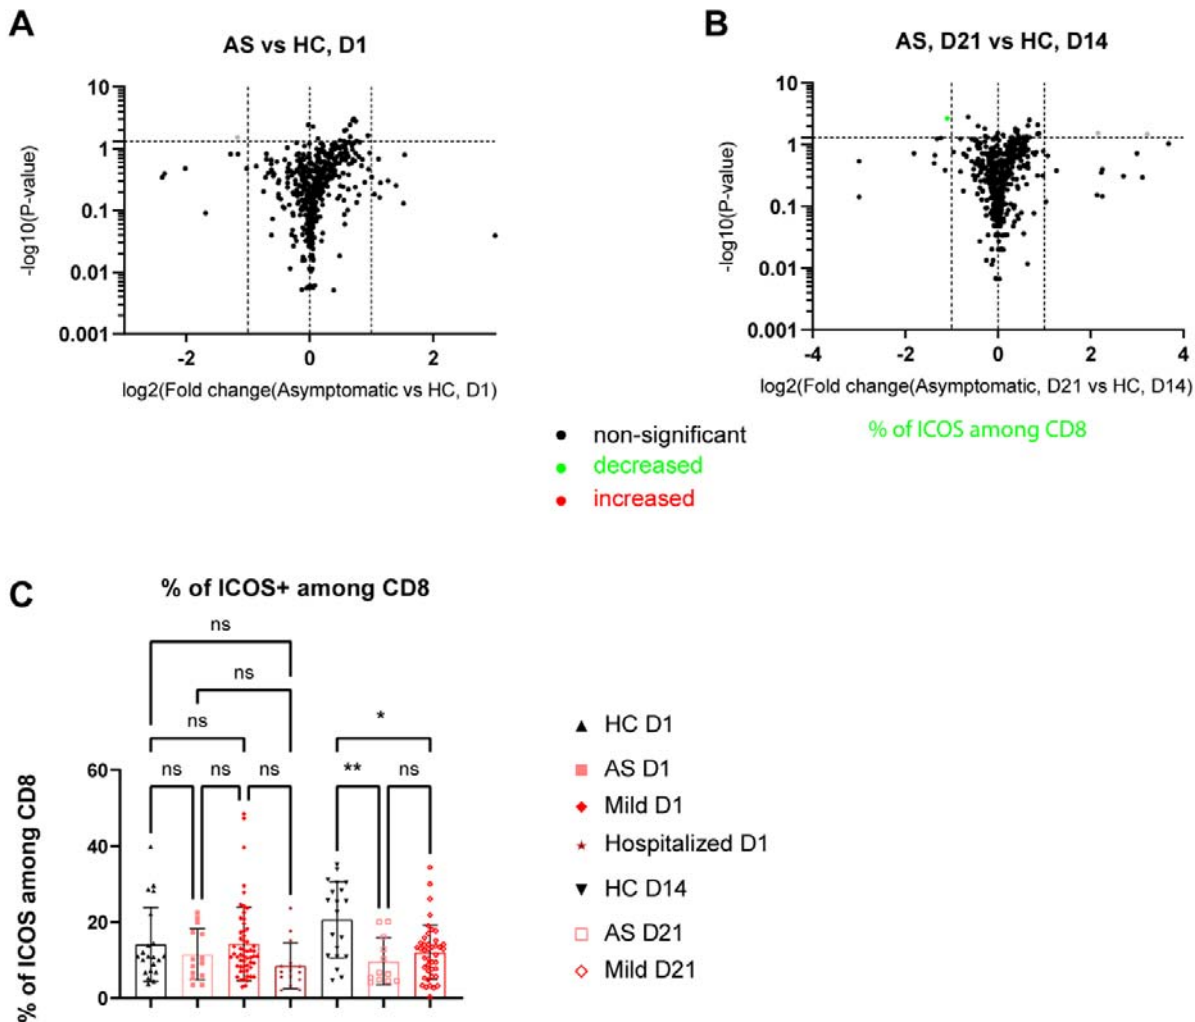 A
AS vs HC, D1
10
1
0.1
0.01
0.001
-log10(P-value)
-2
0
2
log2(Fold change(Asymptomatic vs HC, D1)
B
AS, D21 vs HC, D14
10
1
0.1
0.01
0.001
-log10(P-value)
-4
-2
0
2
4
log2(Fold change(Asymptomatic, D21 vs HC, D14)
% of ICOS among CD8
non-significant
decreased
increased
C
% of ICOS+ among CD8
ns
ns
ns
*
ns
ns
ns
**
ns
60
40
20
0
% of ICOS among CD8
HC D1
AS D1
Mild D1
Hospitalized D1
HC D14
AS D21
Mild D21